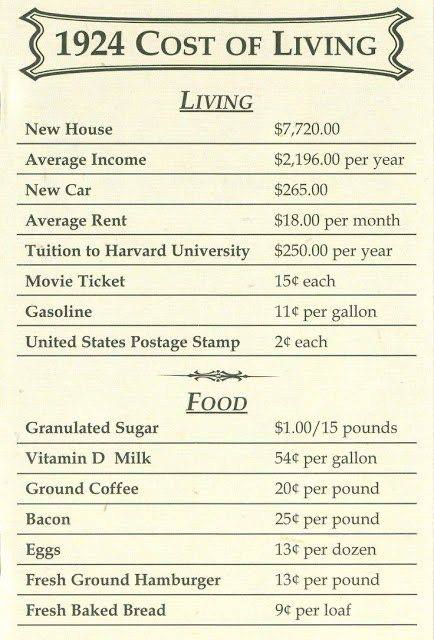 1924 Cost of Living
Living
New House $7,720.00
Average Income $2,196.00 per year
New Car $265.00
Average Rent $18.00 per month
Tuition to Harvard University $250.00 per year
Movie Ticket 15¢ each
Gasoline 11¢ per gallon
United States Postage Stamp 2¢ each
Food
Granulated Sugar $1.00/15 pounds
Vitamin D Milk 54¢ per gallon
Ground Coffee 20¢ per pound
Bacon 25¢ per pound
Eggs 13¢ per dozen
Fresh Ground Hamburger 13¢ per pound
Fresh Baked Bread 9¢ per loaf